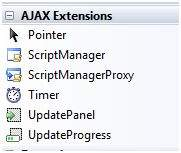 AJAX Extensions
Pointer
ScriptManager
ScriptManagerProxy
Timer
UpdatePanel
UpdateProgress